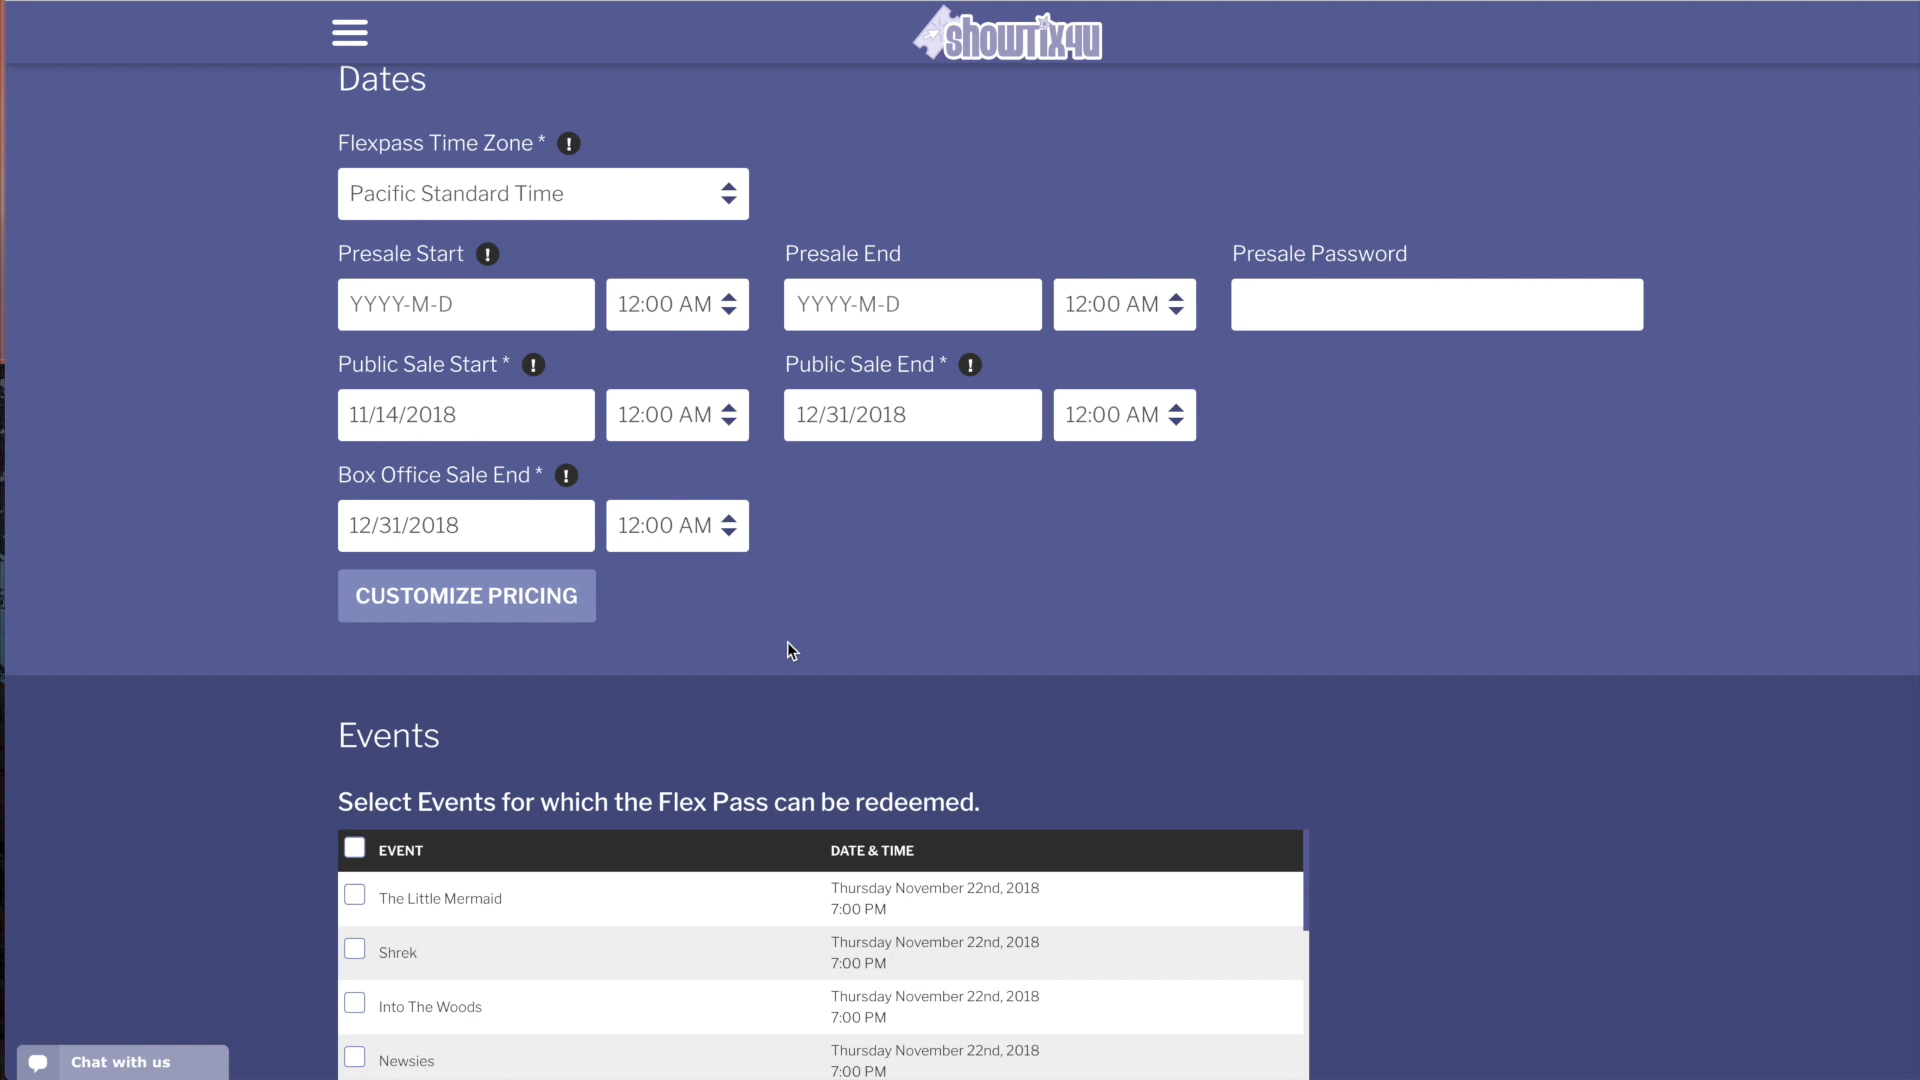 showTix4U
Dates
Flexpass Time Zone *
Pacific Standard Time
Presale Start
Presale End
Presale Password
YYYY-M-D
12:00 AM
YYYY-M-D
12:00 AM
Public Sale Start *
Public Sale End *
11/14/2018
12:00 AM
12/31/2018
12:00 AM
Box Office Sale End *
12/31/2018
12:00 AM
CUSTOMIZE PRICING
Events
Select Events for which the Flex Pass can be redeemed.
EVENT
DATE & TIME
The Little Mermaid
Thursday November 22nd, 2018
7:00 PM
Shrek
Thursday November 22nd, 2018
7:00 PM
Into The Woods
Thursday November 22nd, 2018
7:00 PM
Newsies
Thursday November 22nd, 2018
7:00 PM
Chat with us